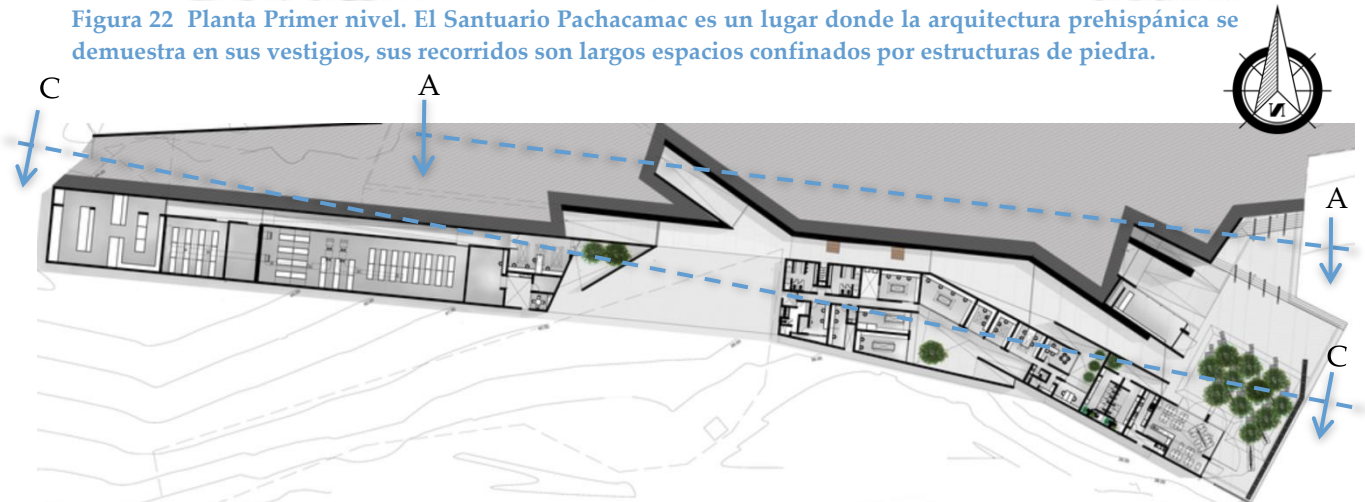 Figura 22 Planta Primer nivel. El Santuario Pachacamac es un lugar donde la arquitectura prehispánica se
demuestra en sus vestigios, sus recorridos son largos espacios confinados por estructuras de piedra.
C
A
N
A
C